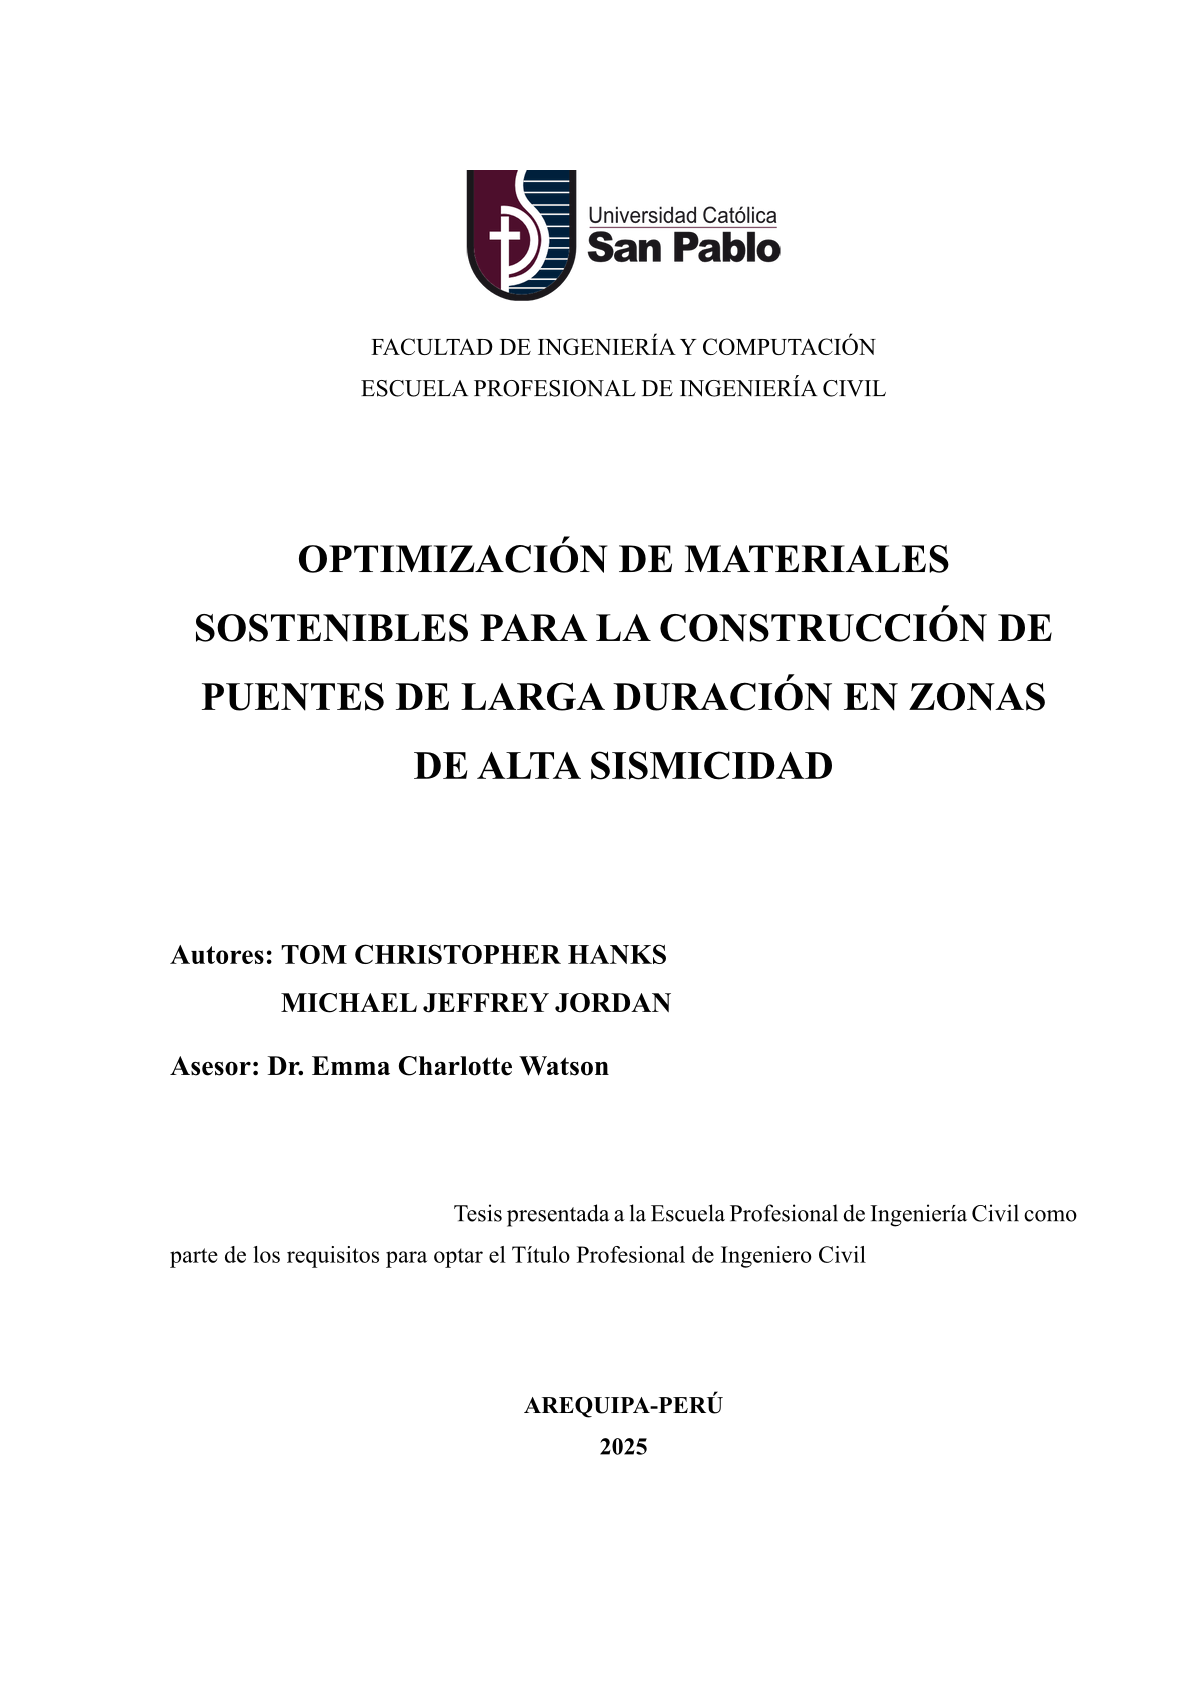 Universidad Católica
San Pablo
FACULTAD DE INGENIERÍA Y COMPUTACIÓN
ESCUELA PROFESIONAL DE INGENIERÍA CIVIL
OPTIMIZACIÓN DE MATERIALES
SOSTENIBLES PARA LA CONSTRUCCIÓN DE
PUENTES DE LARGA DURACIÓN EN ZONAS
DE ALTA SISMICIDAD
Autores: TOM CHRISTOPHER HANKS
MICHAEL JEFFREY JORDAN
Asesor: Dr. Emma Charlotte Watson
Tesis presentada a la Escuela Profesional de Ingeniería Civil como
parte de los requisitos para optar el Título Profesional de Ingeniero Civil
AREQUIPA-PERÚ
2025